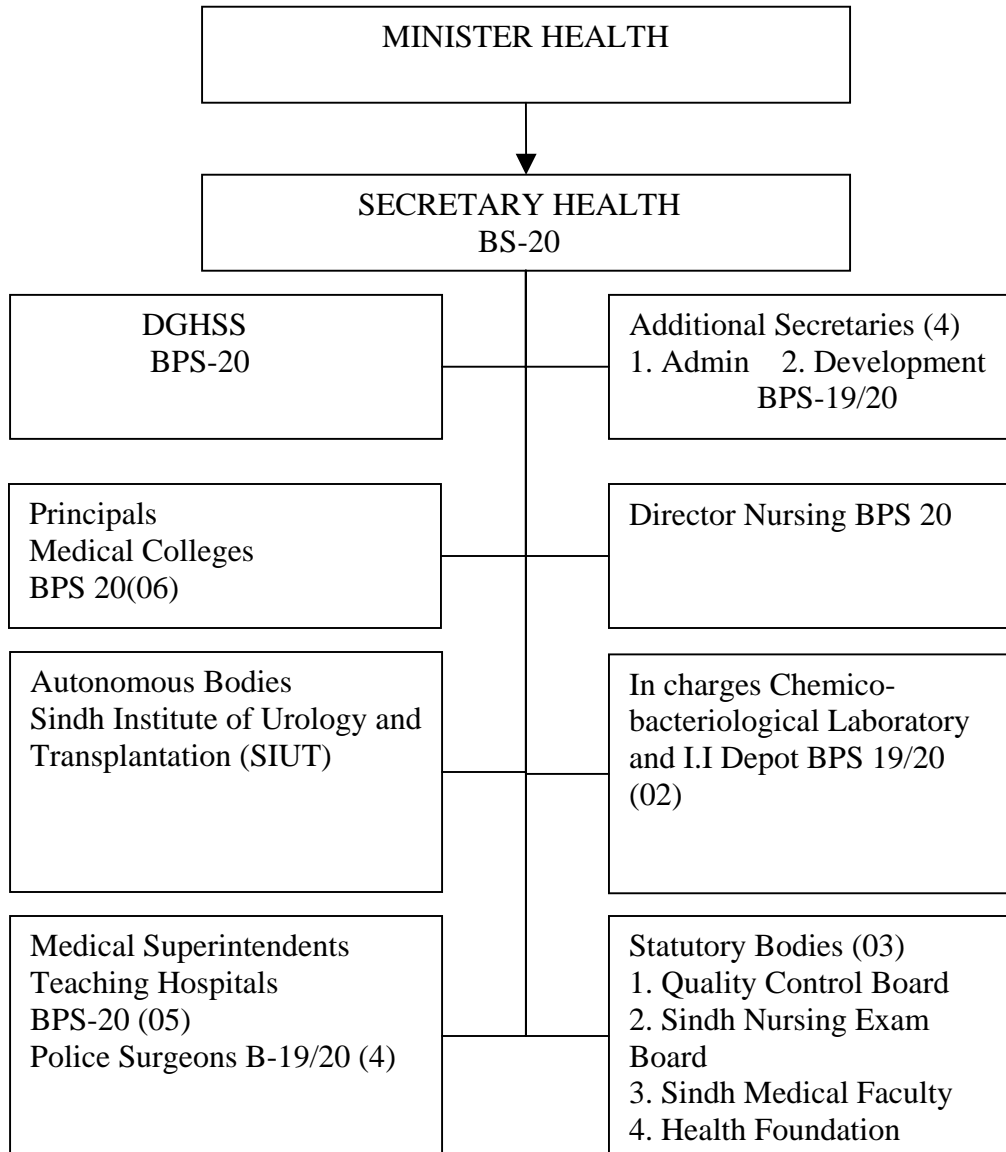 MINISTER HEALTH
SECRETARY HEALTH
BS-20
DGHSS
BPS-20
Additional Secretaries (4)
1. Admin 2. Development
BPS-19/20
Principals
Medical Colleges
BPS 20(06)
Director Nursing BPS 20
Autonomous Bodies
Sindh Institute of Urology and
Transplantation (SIUT)
In charges Chemico-
bacteriological Laboratory
and I.I Depot BPS 19/20
(02)
Medical Superintendents
Teaching Hospitals
BPS-20 (05)
Police Surgeons B-19/20 (4)
Statutory Bodies (03)
1. Quality Control Board
2. Sindh Nursing Exam
Board
3. Sindh Medical Faculty
4. Health Foundation